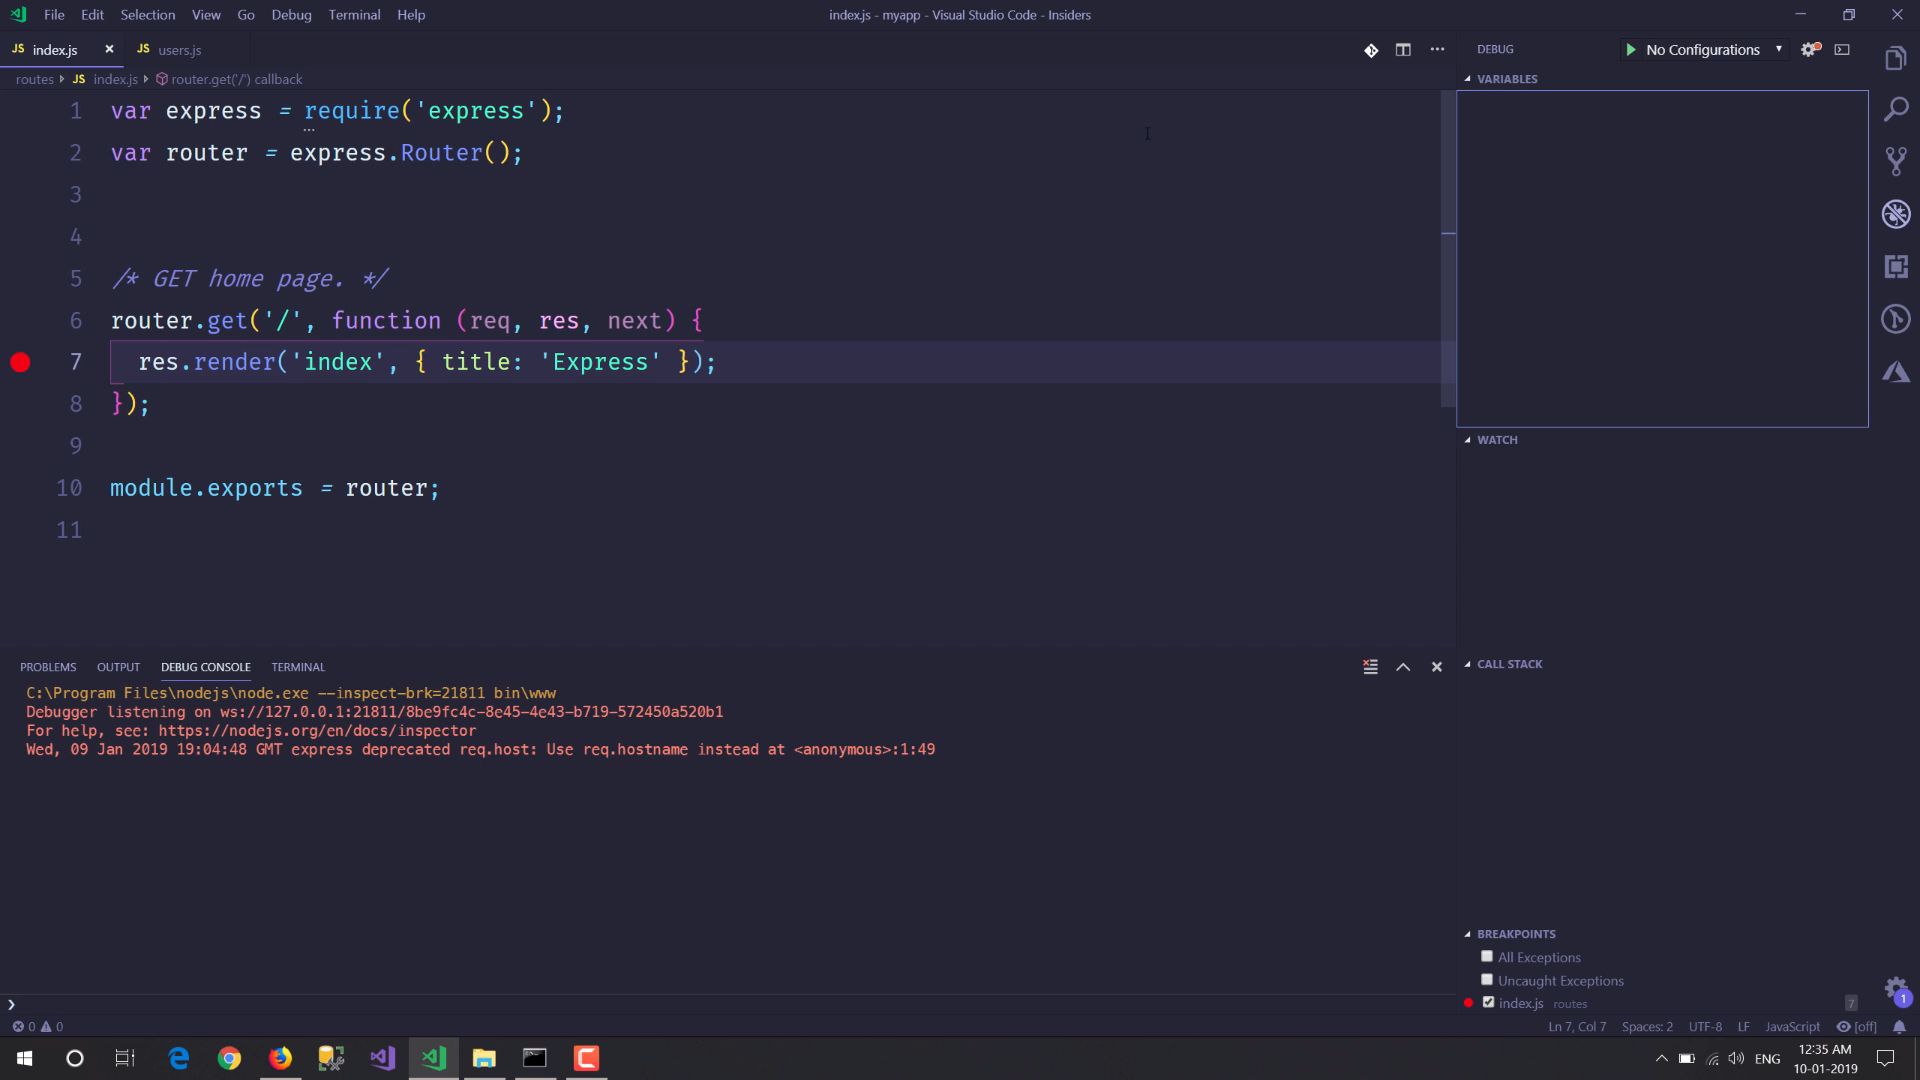 File Edit Selection View Go Debug Terminal Help
index.js - myapp - Visual Studio Code - Insiders
JS index.js
JS users.js
routes JS index.js router.get('/') callback
1 var express = require('express');
2 var router = express.Router();
3
4
5 /* GET home page. */
6 router.get('/', function (req, res, next) {
7 res.render('index', { title: 'Express' });
8 });
9
10 module.exports = router;
11
DEBUG No Configurations
VARIABLES
WATCH
CALL STACK
BREAKPOINTS
All Exceptions
Uncaught Exceptions
index.js routes 7
PROBLEMS OUTPUT DEBUG CONSOLE TERMINAL
C:\Program Files\nodejs\node.exe --inspect-brk=21811 bin\www
Debugger listening on ws://127.0.0.1:21811/8be9fc4c-8e45-4e43-b719-572450a520b1
For help, see: https://nodejs.org/en/docs/inspector
Wed, 09 Jan 2019 19:04:48 GMT express deprecated req.host: Use req.hostname instead at <anonymous>:1:49
1
0 0
Ln 7, Col 7 Spaces: 2 UTF-8 LF JavaScript [off]
ENG
12:35 AM
10-01-2019